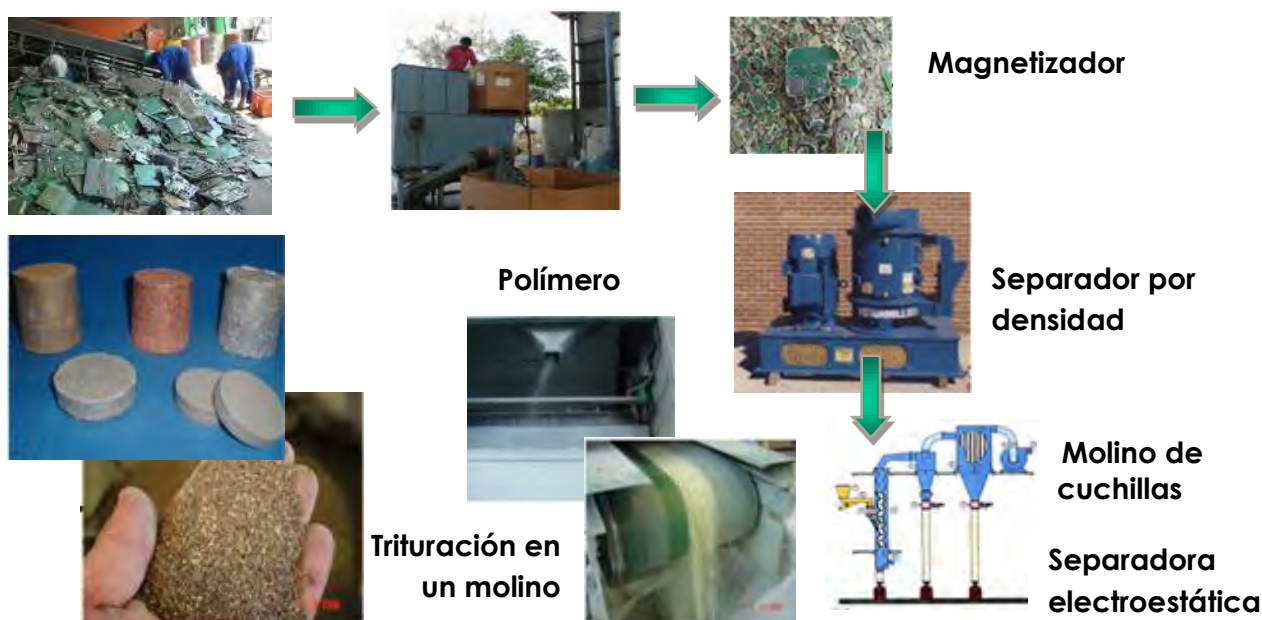 Magnetizador
Polímero
Separador por
densidad
Molino de
cuchillas
Trituración en
un molino
Separadora
electroestática